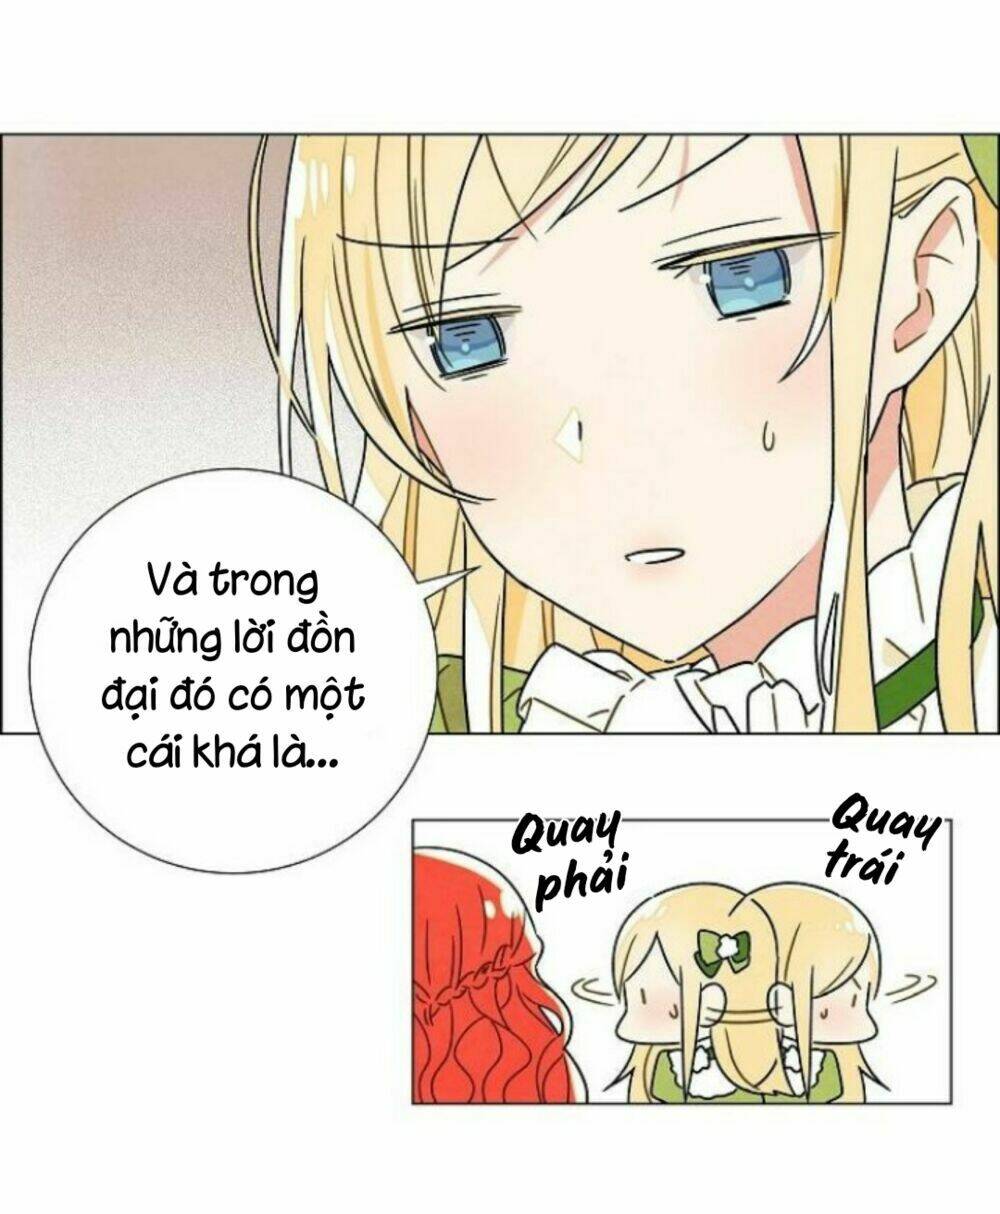 Và trong
những lời đồn
đại đó có một
cái khá là...
Quay
phải
Quay
trái